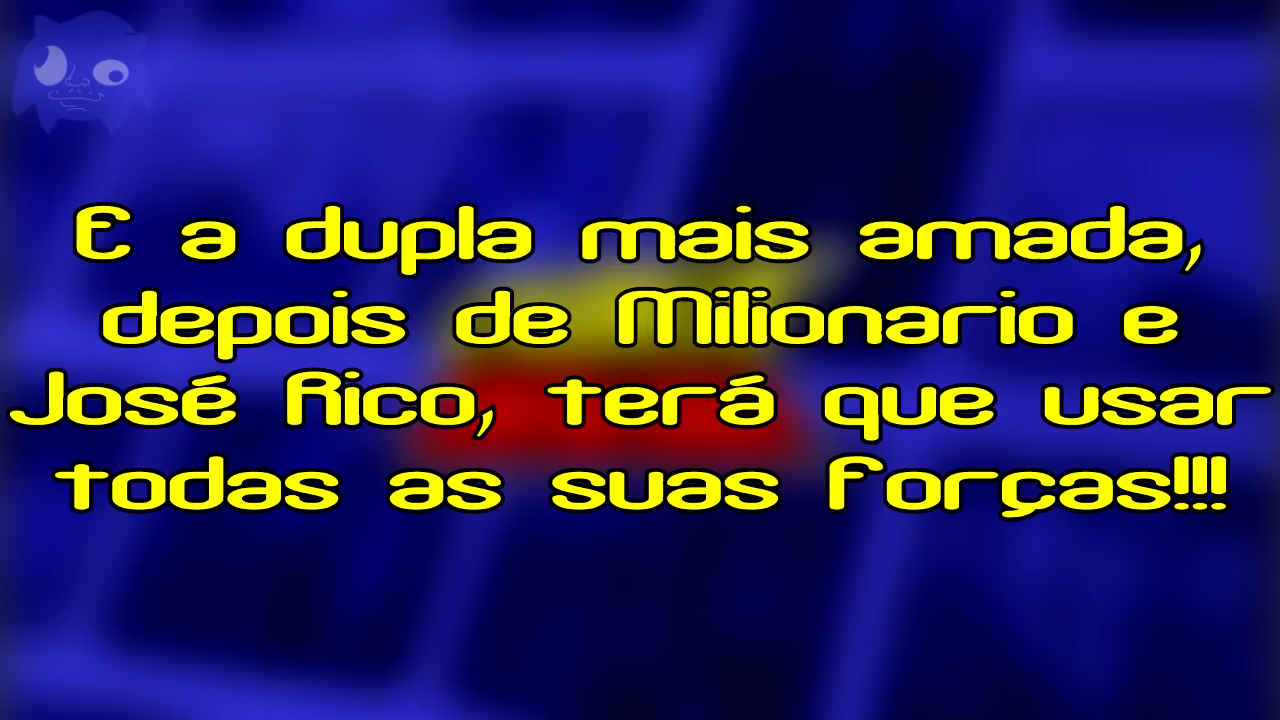 E a dupla mais amada,
depois de Milionario e
José Rico, terá que usar
todas as suas forças!!!